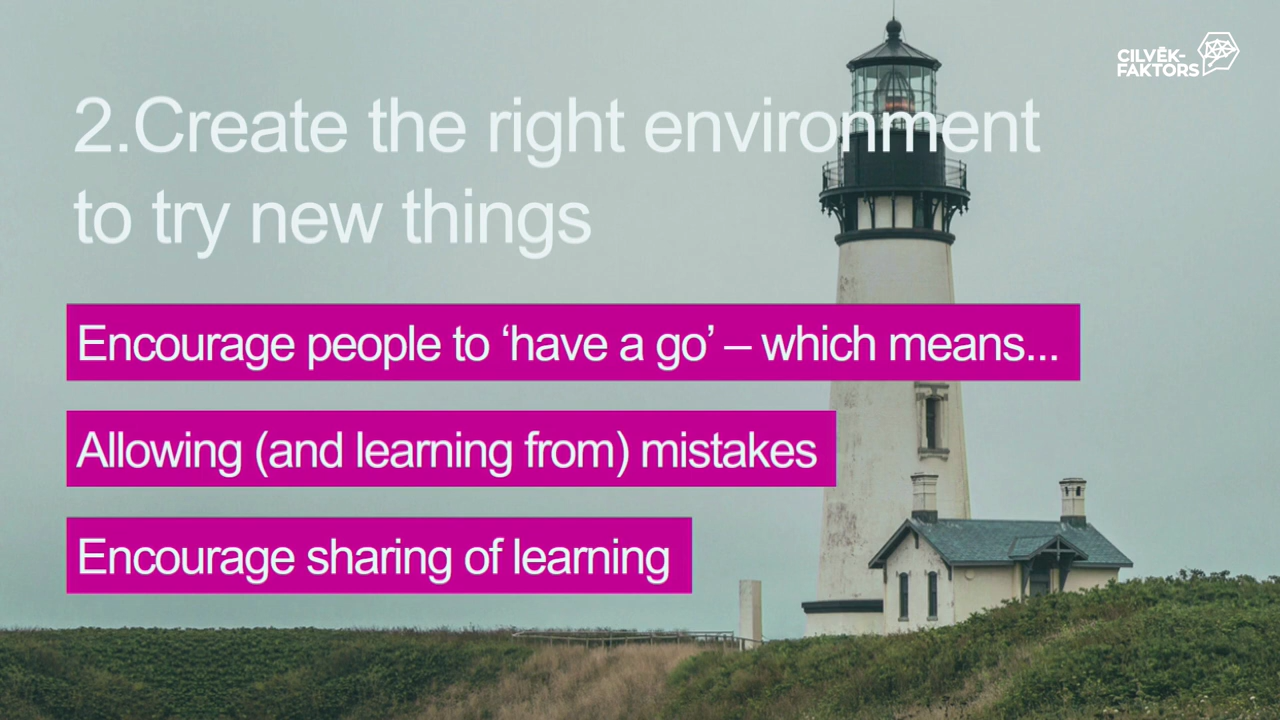 CILVĒK-
FAKTORS
2.Create the right environment
to try new things
Encourage people to ‘have a go’ – which means...
Allowing (and learning from) mistakes
Encourage sharing of learning